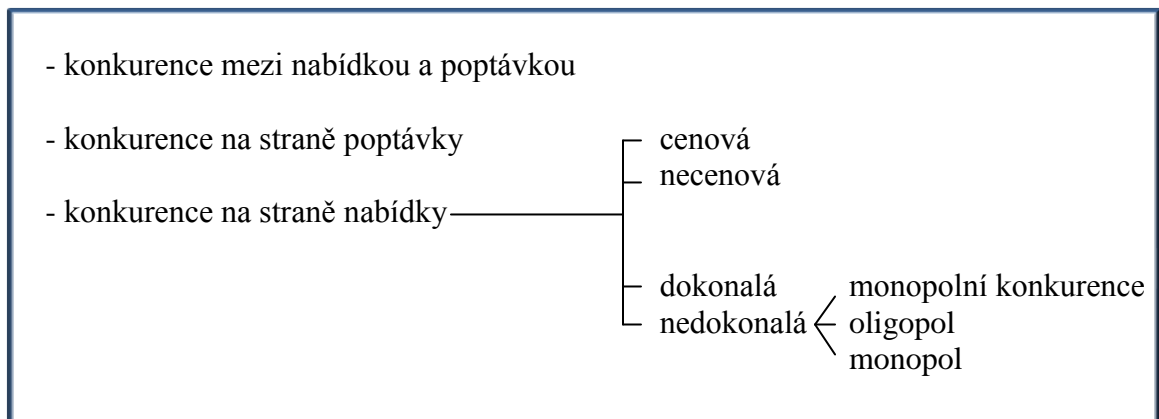 - konkurence mezi nabídkou a poptávkou
- konkurence na straně poptávky
cenová
necenová
- konkurence na straně nabídky
dokonalá
monopolní konkurence
nedokonalá
oligopol
monopol